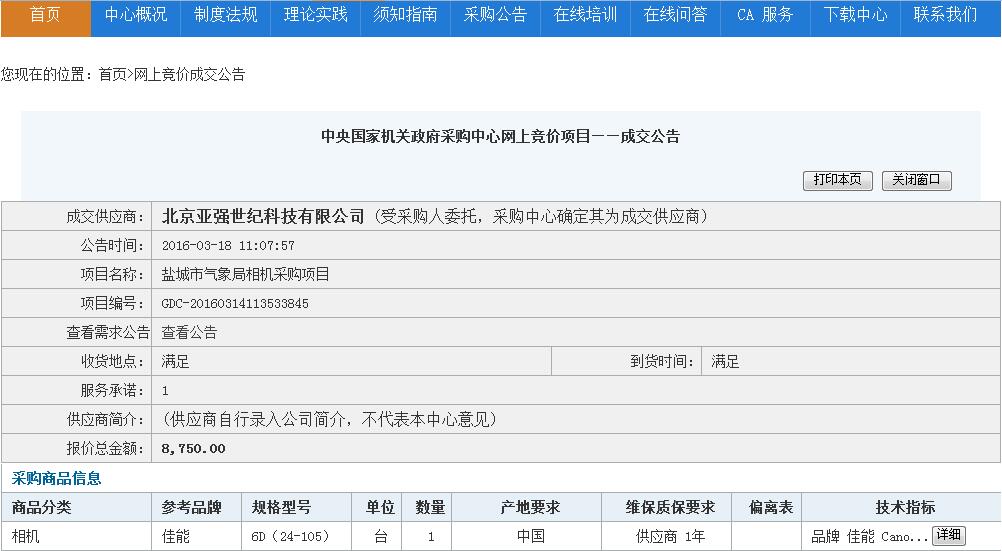 首页 中心概况 制度法规 理论实践 须知指南 采购公告 在线培训 在线问答 CA 服务 下载中心 联系我们
您现在的位置：首页>网上竞价成交公告
中央国家机关政府采购中心网上竞价项目——成交公告
打印本页 关闭窗口
成交供应商： 北京亚强世纪科技有限公司（受采购人委托，采购中心确定其为成交供应商）
公告时间： 2016-03-18 11:07:57
项目名称： 盐城市气象局相机采购项目
项目编号： GDC-20160314113533845
查看需求公告 查看公告
收货地点： 满足 到货时间： 满足
服务承诺： 1
供应商简介： （供应商自行录入公司简介，不代表本中心意见）
报价总金额： 8,750.00
采购商品信息
商品分类 参考品牌 规格型号 单位 数量 产地要求 维保质保要求 偏离表 技术指标
相机 佳能 6D（24-105） 台 1 中国 供应商 1年 品牌 佳能 Cano... 详细